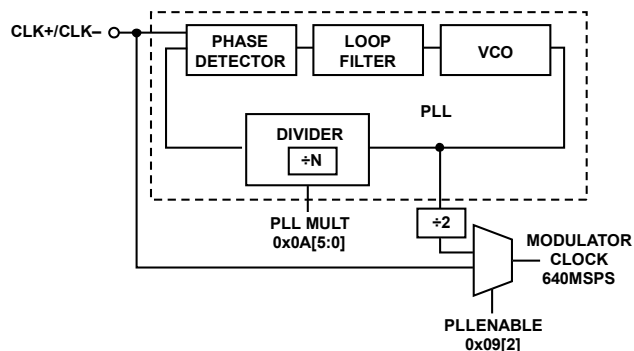 CLK+/CLK–
PHASE
DETECTOR
LOOP
FILTER
VCO
PLL
DIVIDER
÷N
PLL MULT
0x0A[5:0]
÷2
MODULATOR
CLOCK
640MSPS
PLLENABLE
0x09[2]